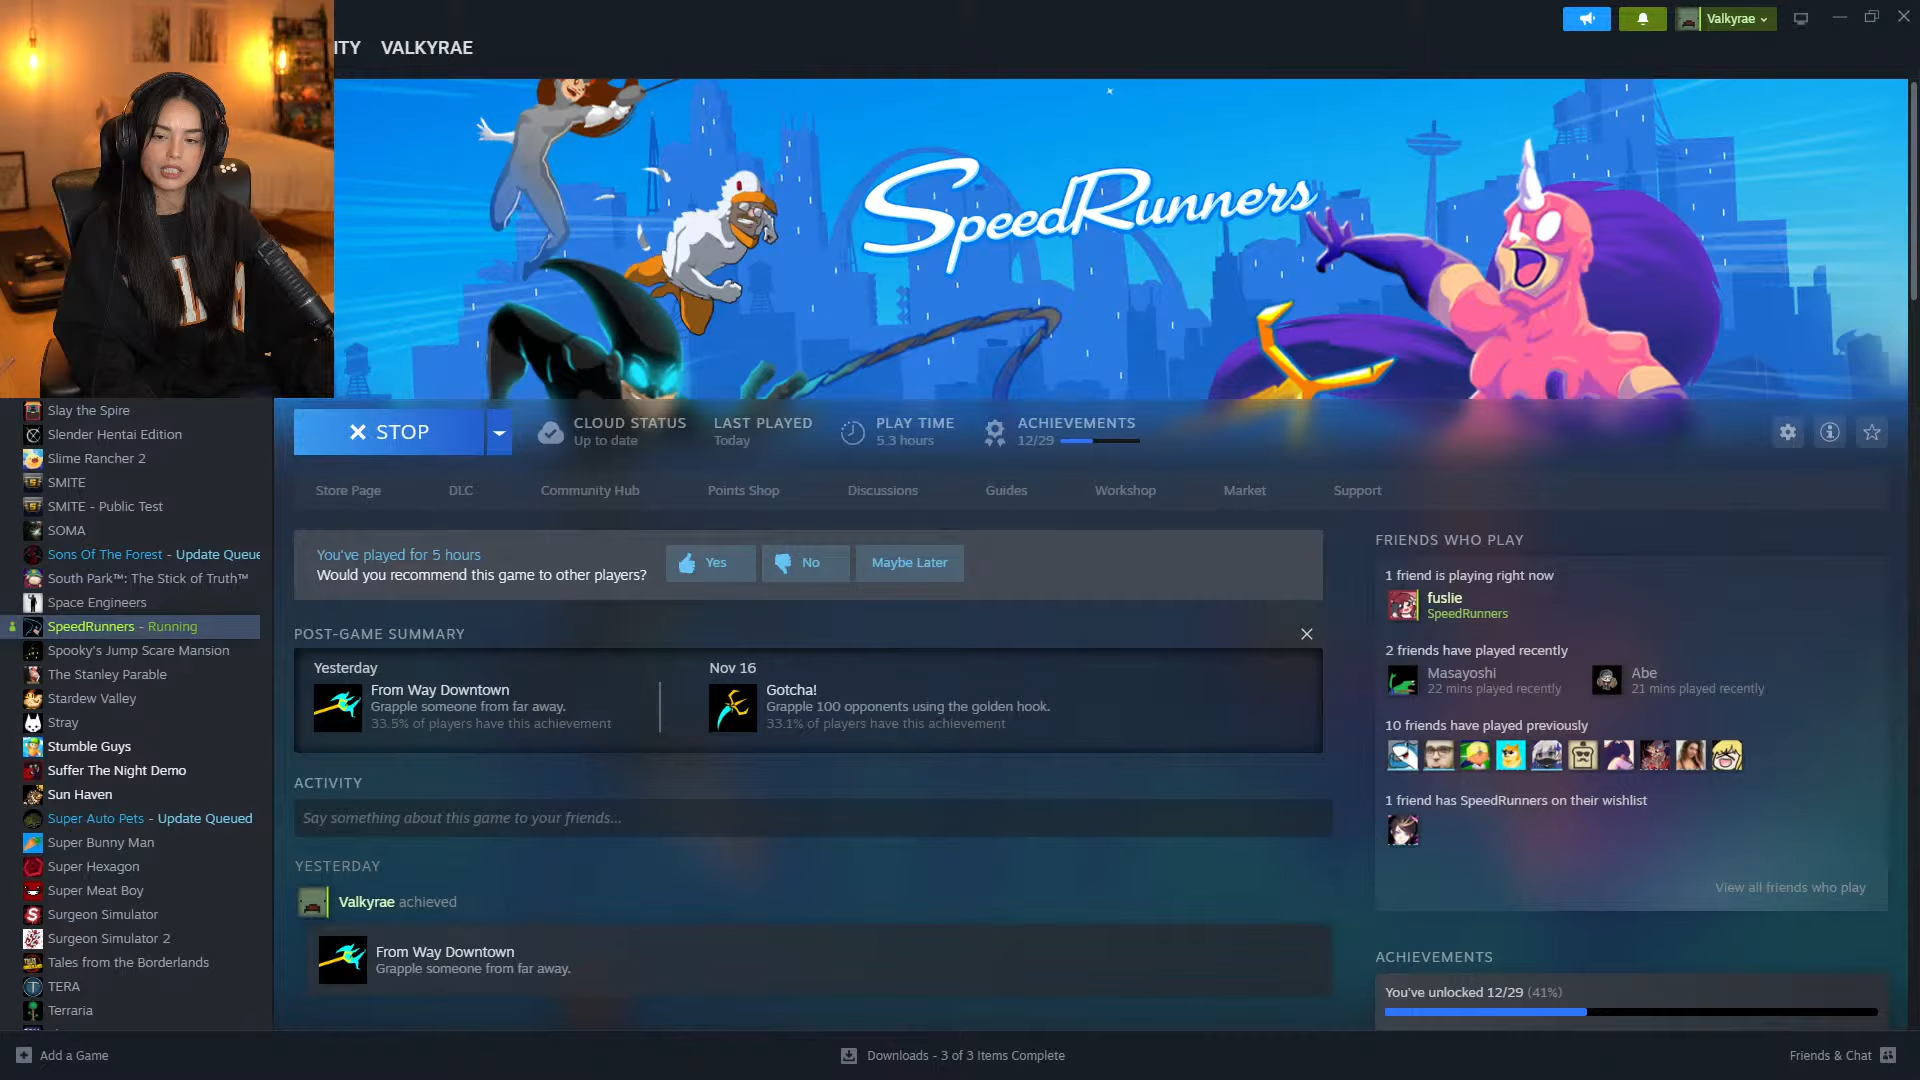 ITY VALKYRAE
Valkyrae
SpeedRunners
Slay the Spire
Slender Hentai Edition
Slime Rancher 2
SMITE
SMITE - Public Test
SOMA
Sons Of The Forest - Update Queue
South Park™: The Stick of Truth™
Space Engineers
SpeedRunners - Running
Spooky's Jump Scare Mansion
The Stanley Parable
Stardew Valley
Stray
Stumble Guys
Suffer The Night Demo
Sun Haven
Super Auto Pets - Update Queued
Super Bunny Man
Super Hexagon
Super Meat Boy
Surgeon Simulator
Surgeon Simulator 2
Tales from the Borderlands
TERA
Terraria
STOP
CLOUD STATUS
Up to date
LAST PLAYED
Today
PLAY TIME
5.3 hours
ACHIEVEMENTS
12/29
Store Page DLC Community Hub Points Shop Discussions Guides Workshop Market Support
You've played for 5 hours
Would you recommend this game to other players?
Yes No Maybe Later
POST-GAME SUMMARY
Yesterday
From Way Downtown
Grapple someone from far away.
33.5% of players have this achievement
Nov 16
Gotcha!
Grapple 100 opponents using the golden hook.
33.1% of players have this achievement
ACTIVITY
Say something about this game to your friends...
YESTERDAY
Valkyrae achieved
From Way Downtown
Grapple someone from far away.
FRIENDS WHO PLAY
1 friend is playing right now
fuslie
SpeedRunners
2 friends have played recently
Masayoshi
22 mins played recently
Abe
21 mins played recently
10 friends have played previously
1 friend has SpeedRunners on their wishlist
View all friends who play
ACHIEVEMENTS
You've unlocked 12/29 (41%)
Add a Game
Downloads - 3 of 3 Items Complete
Friends & Chat